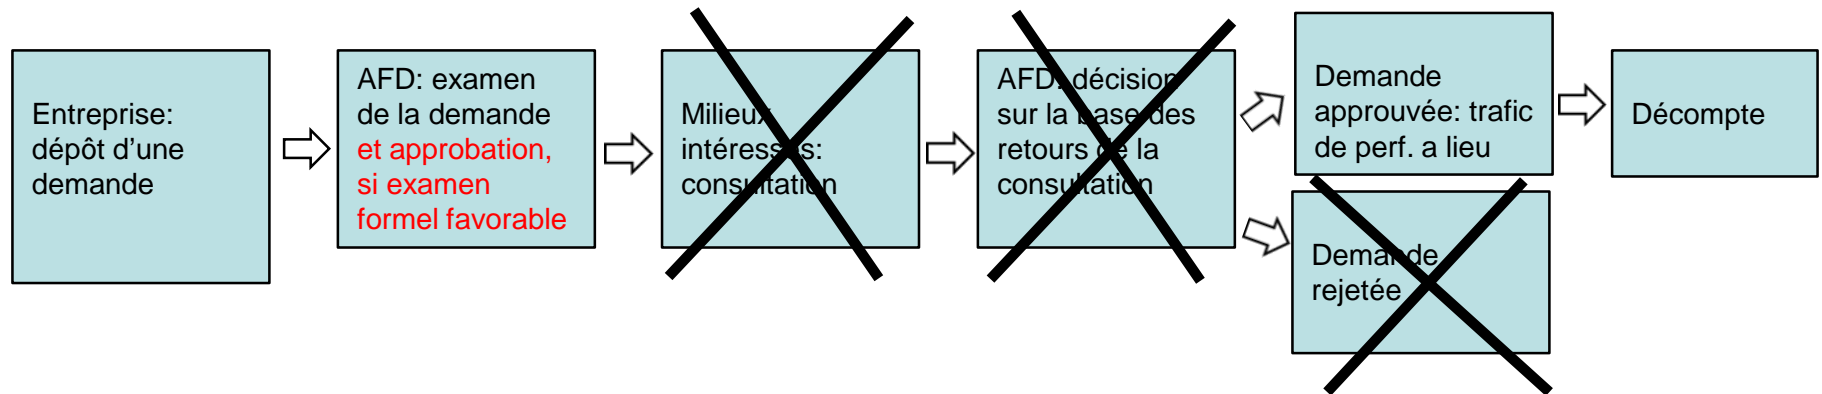 Entreprise:
dépôt d’une
demande
AFD: examen
de la demande
et approbation,
si examen
formel favorable
Milieux
intéressés:
consultation
AFD: décision
sur la base des
retours de la
consultation
Demande
approuvée: trafic
de perf. a lieu
Demande
rejetée
Décompte